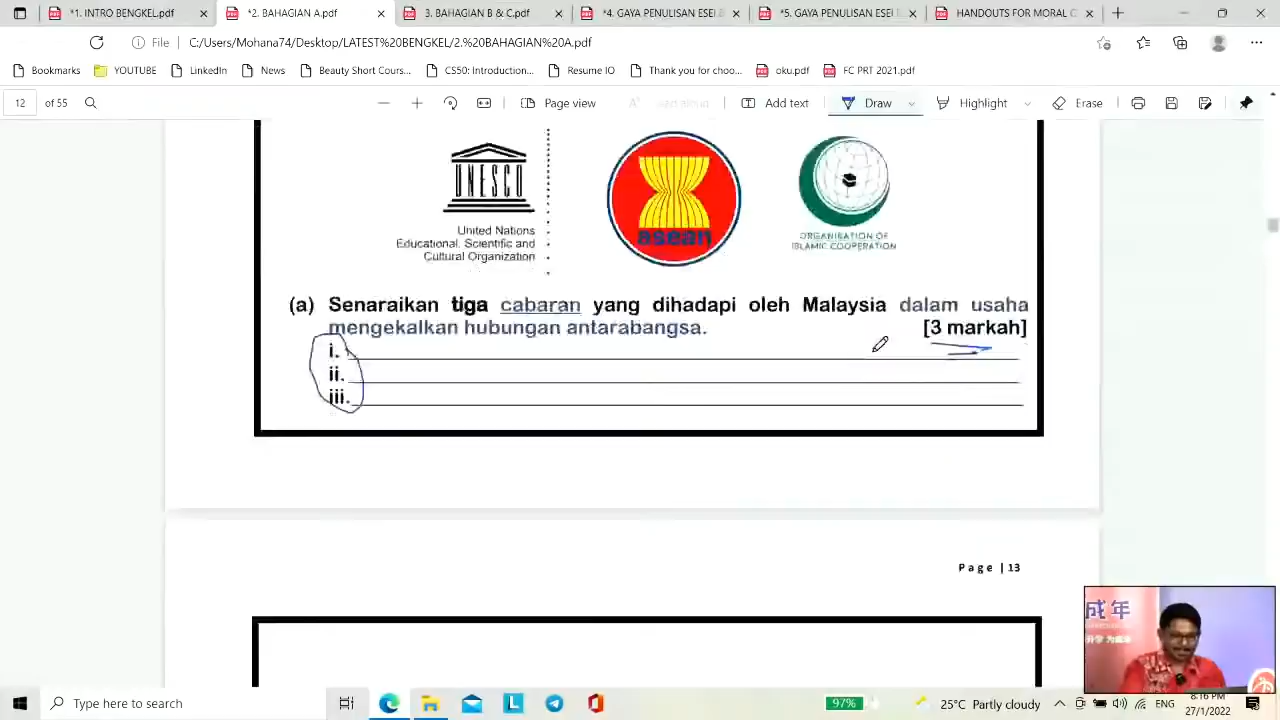 *1. INTRO BENGKEL.pdf
*2. BAHAGIAN A.pdf
3. BAHAGIAN B & C.pdf
*4. GAYA PENULISAN ESEI B
*5. GAYA PENULISAN ESEI
HANDOUTS FOR MORAL
File
C:/Users/Mohana74/Desktop/LATEST%20BENGKEL/2.%20BAHAGIAN%20A.pdf
Bookmarks YOUTUBE LinkedIn News Beauty Short Cours... CS50: Introduction... Resume IO Thank you for choo... oku.pdf FC PRT 2021.pdf
12 of 55 Page view Add text Draw Highlight Erase
UNESCO
United Nations
Educational, Scientific and
Cultural Organization
asean
ORGANISATION OF
ISLAMIC COOPERATION
(a) Senaraikan tiga cabaran yang dihadapi oleh Malaysia dalam usaha
mengekalkan hubungan antarabangsa. [3 markah]
i.
ii.
iii.
Page | 13
成年
Type here to search
97%
25°C Partly cloudy
ENG
8:16 PM
27/1/2022